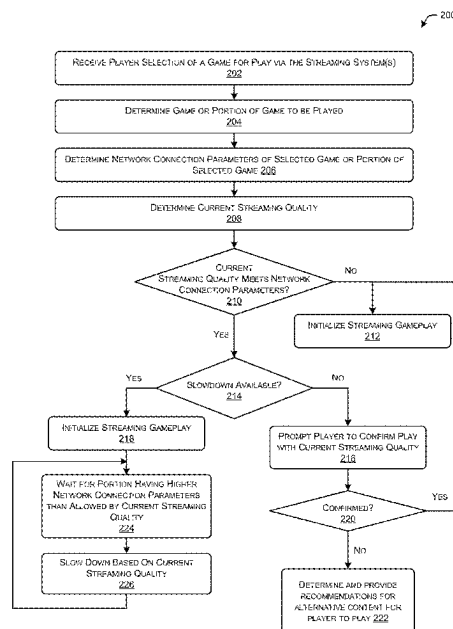 200
RECEIVE PLAYER SELECTION OF A GAME FOR PLAY VIA THE STREAMING SYSTEM(S)
202
DETERMINE GAME OR PORTION OF GAME TO BE PLAYED
204
DETERMINE NETWORK CONNECTION PARAMETERS OF SELECTED GAME OR PORTION OF
SELECTED GAME 206
DETERMINE CURRENT STREAMING QUALITY
208
CURRENT
STREAMING QUALITY MEETS NETWORK
CONNECTION PARAMETERS?
210
NO
INITIALIZE STREAMING GAMEPLAY
212
YES
SLOWDOWN AVAILABLE?
214
YES
NO
INITIALIZE STREAMING GAMEPLAY
218
PROMPT PLAYER TO CONFIRM PLAY
WITH CURRENT STREAMING QUALITY
216
WAIT FOR PORTION HAVING HIGHER
NETWORK CONNECTION PARAMETERS
THAN ALLOWED BY CURRENT STREAMING
QUALITY
224
CONFIRMED?
220
YES
SLOW DOWN BASED ON CURRENT
STREAMING QUALITY
226
NO
DETERMINE AND PROVIDE
RECOMMENDATIONS FOR
ALTERNATIVE CONTENT FOR
PLAYER TO PLAY 222